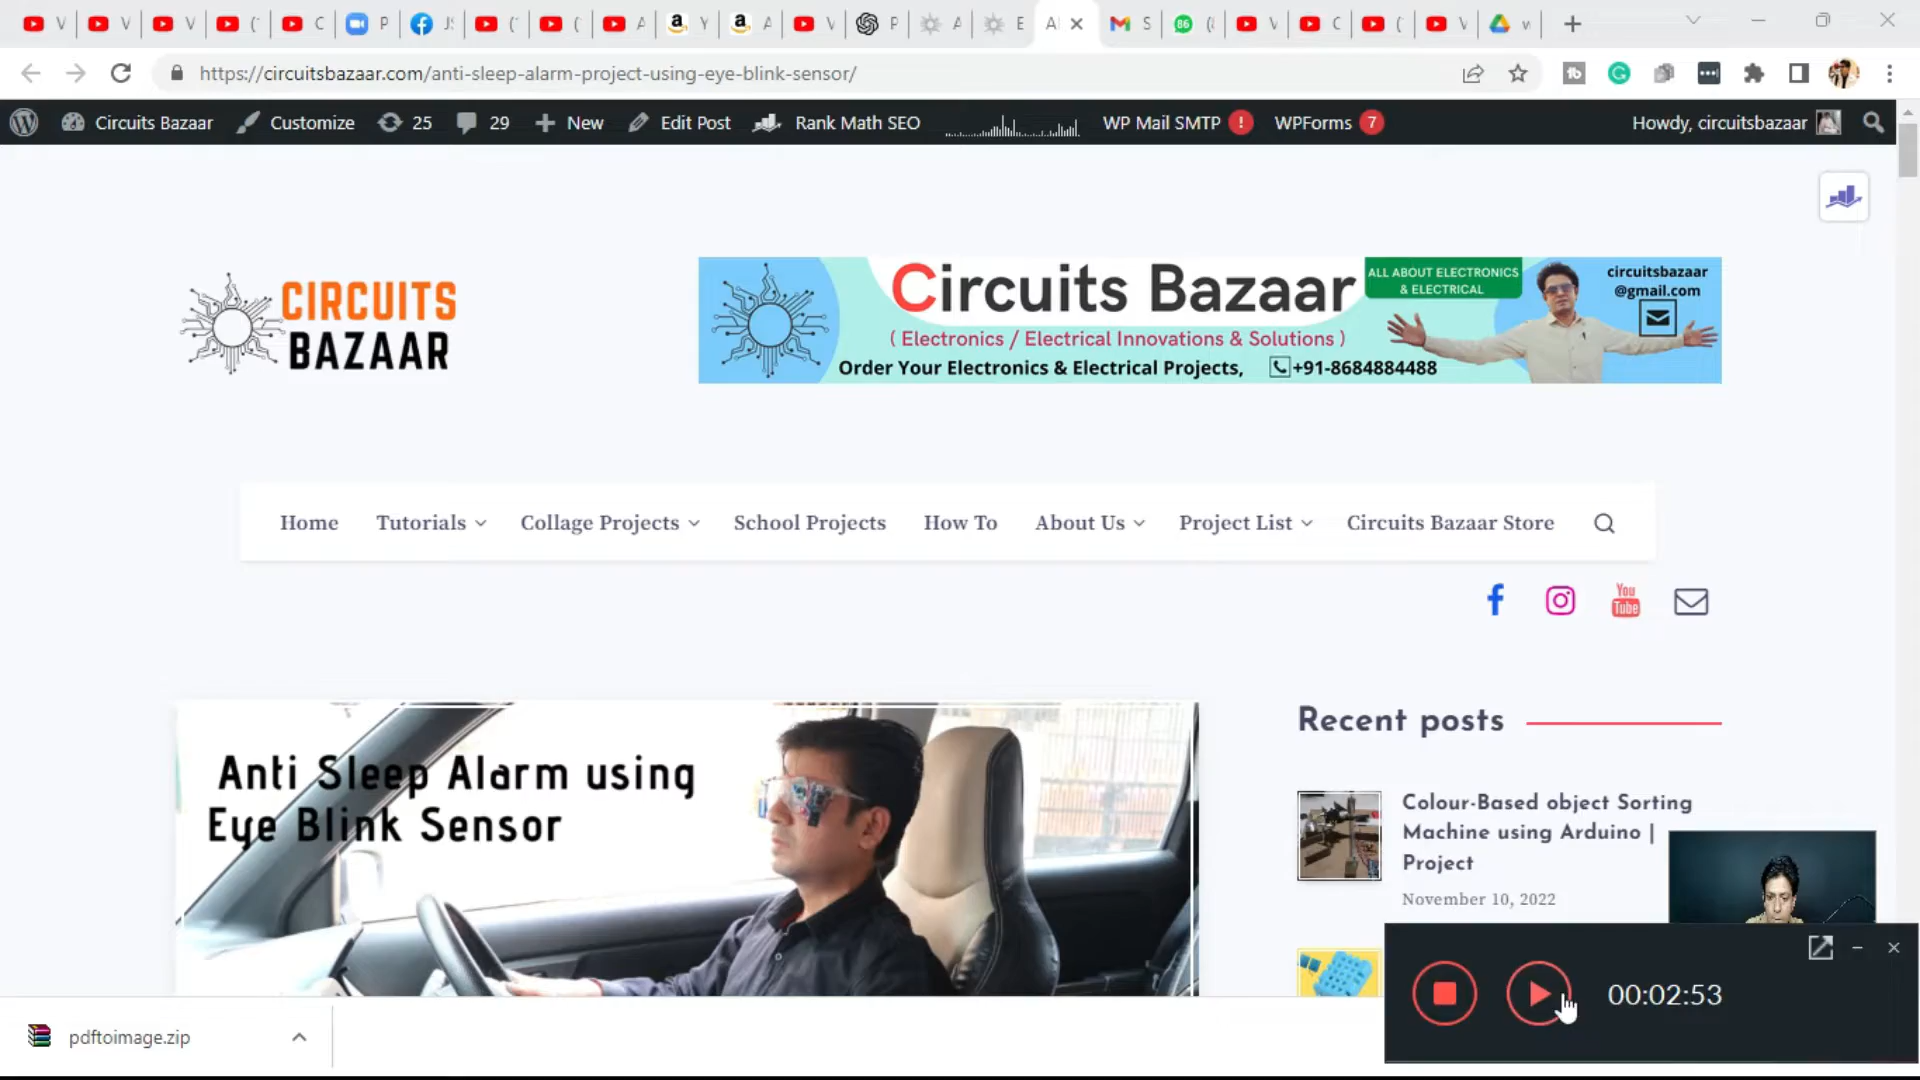 https://circuitsbazaar.com/anti-sleep-alarm-project-using-eye-blink-sensor/
Circuits Bazaar Customize 25 29 New Edit Post Rank Math SEO WP Mail SMTP ! WPForms 7 Howdy, circuitsbazaar
CIRCUITS
BAZAAR
Circuits Bazaar
( Electronics / Electrical Innovations & Solutions )
Order Your Electronics & Electrical Projects, +91-8684884488
ALL ABOUT ELECTRONICS
& ELECTRICAL
circuitsbazaar
@gmail.com
Home Tutorials Collage Projects School Projects How To About Us Project List Circuits Bazaar Store
You
Tube
Anti Sleep Alarm using
Eye Blink Sensor
Recent posts
Colour-Based object Sorting
Machine using Arduino |
Project
November 10, 2022
00:02:53
pdftoimage.zip